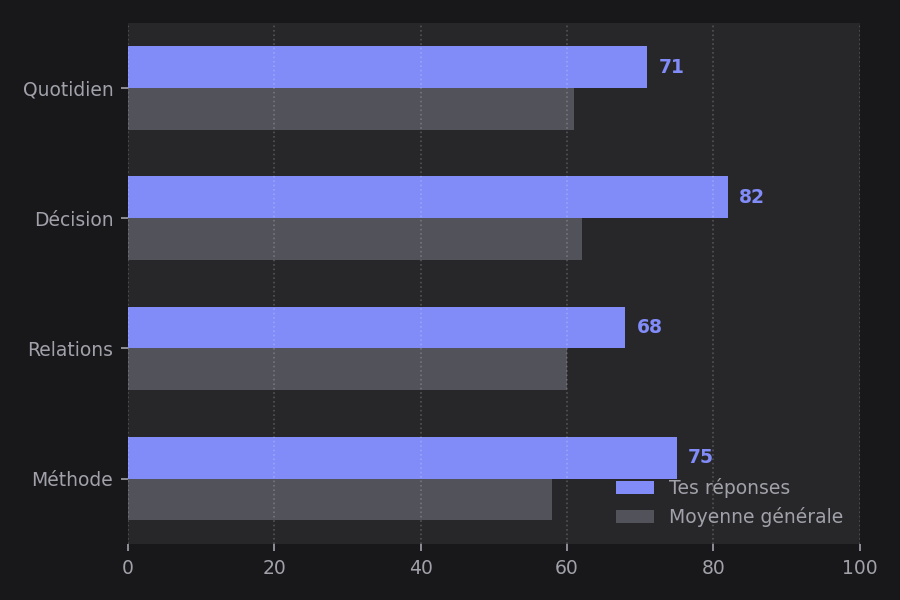 Quotidien
71
Décision
82
Relations
68
Méthode
75
Tes réponses
Moyenne générale
0 20 40 60 80 100